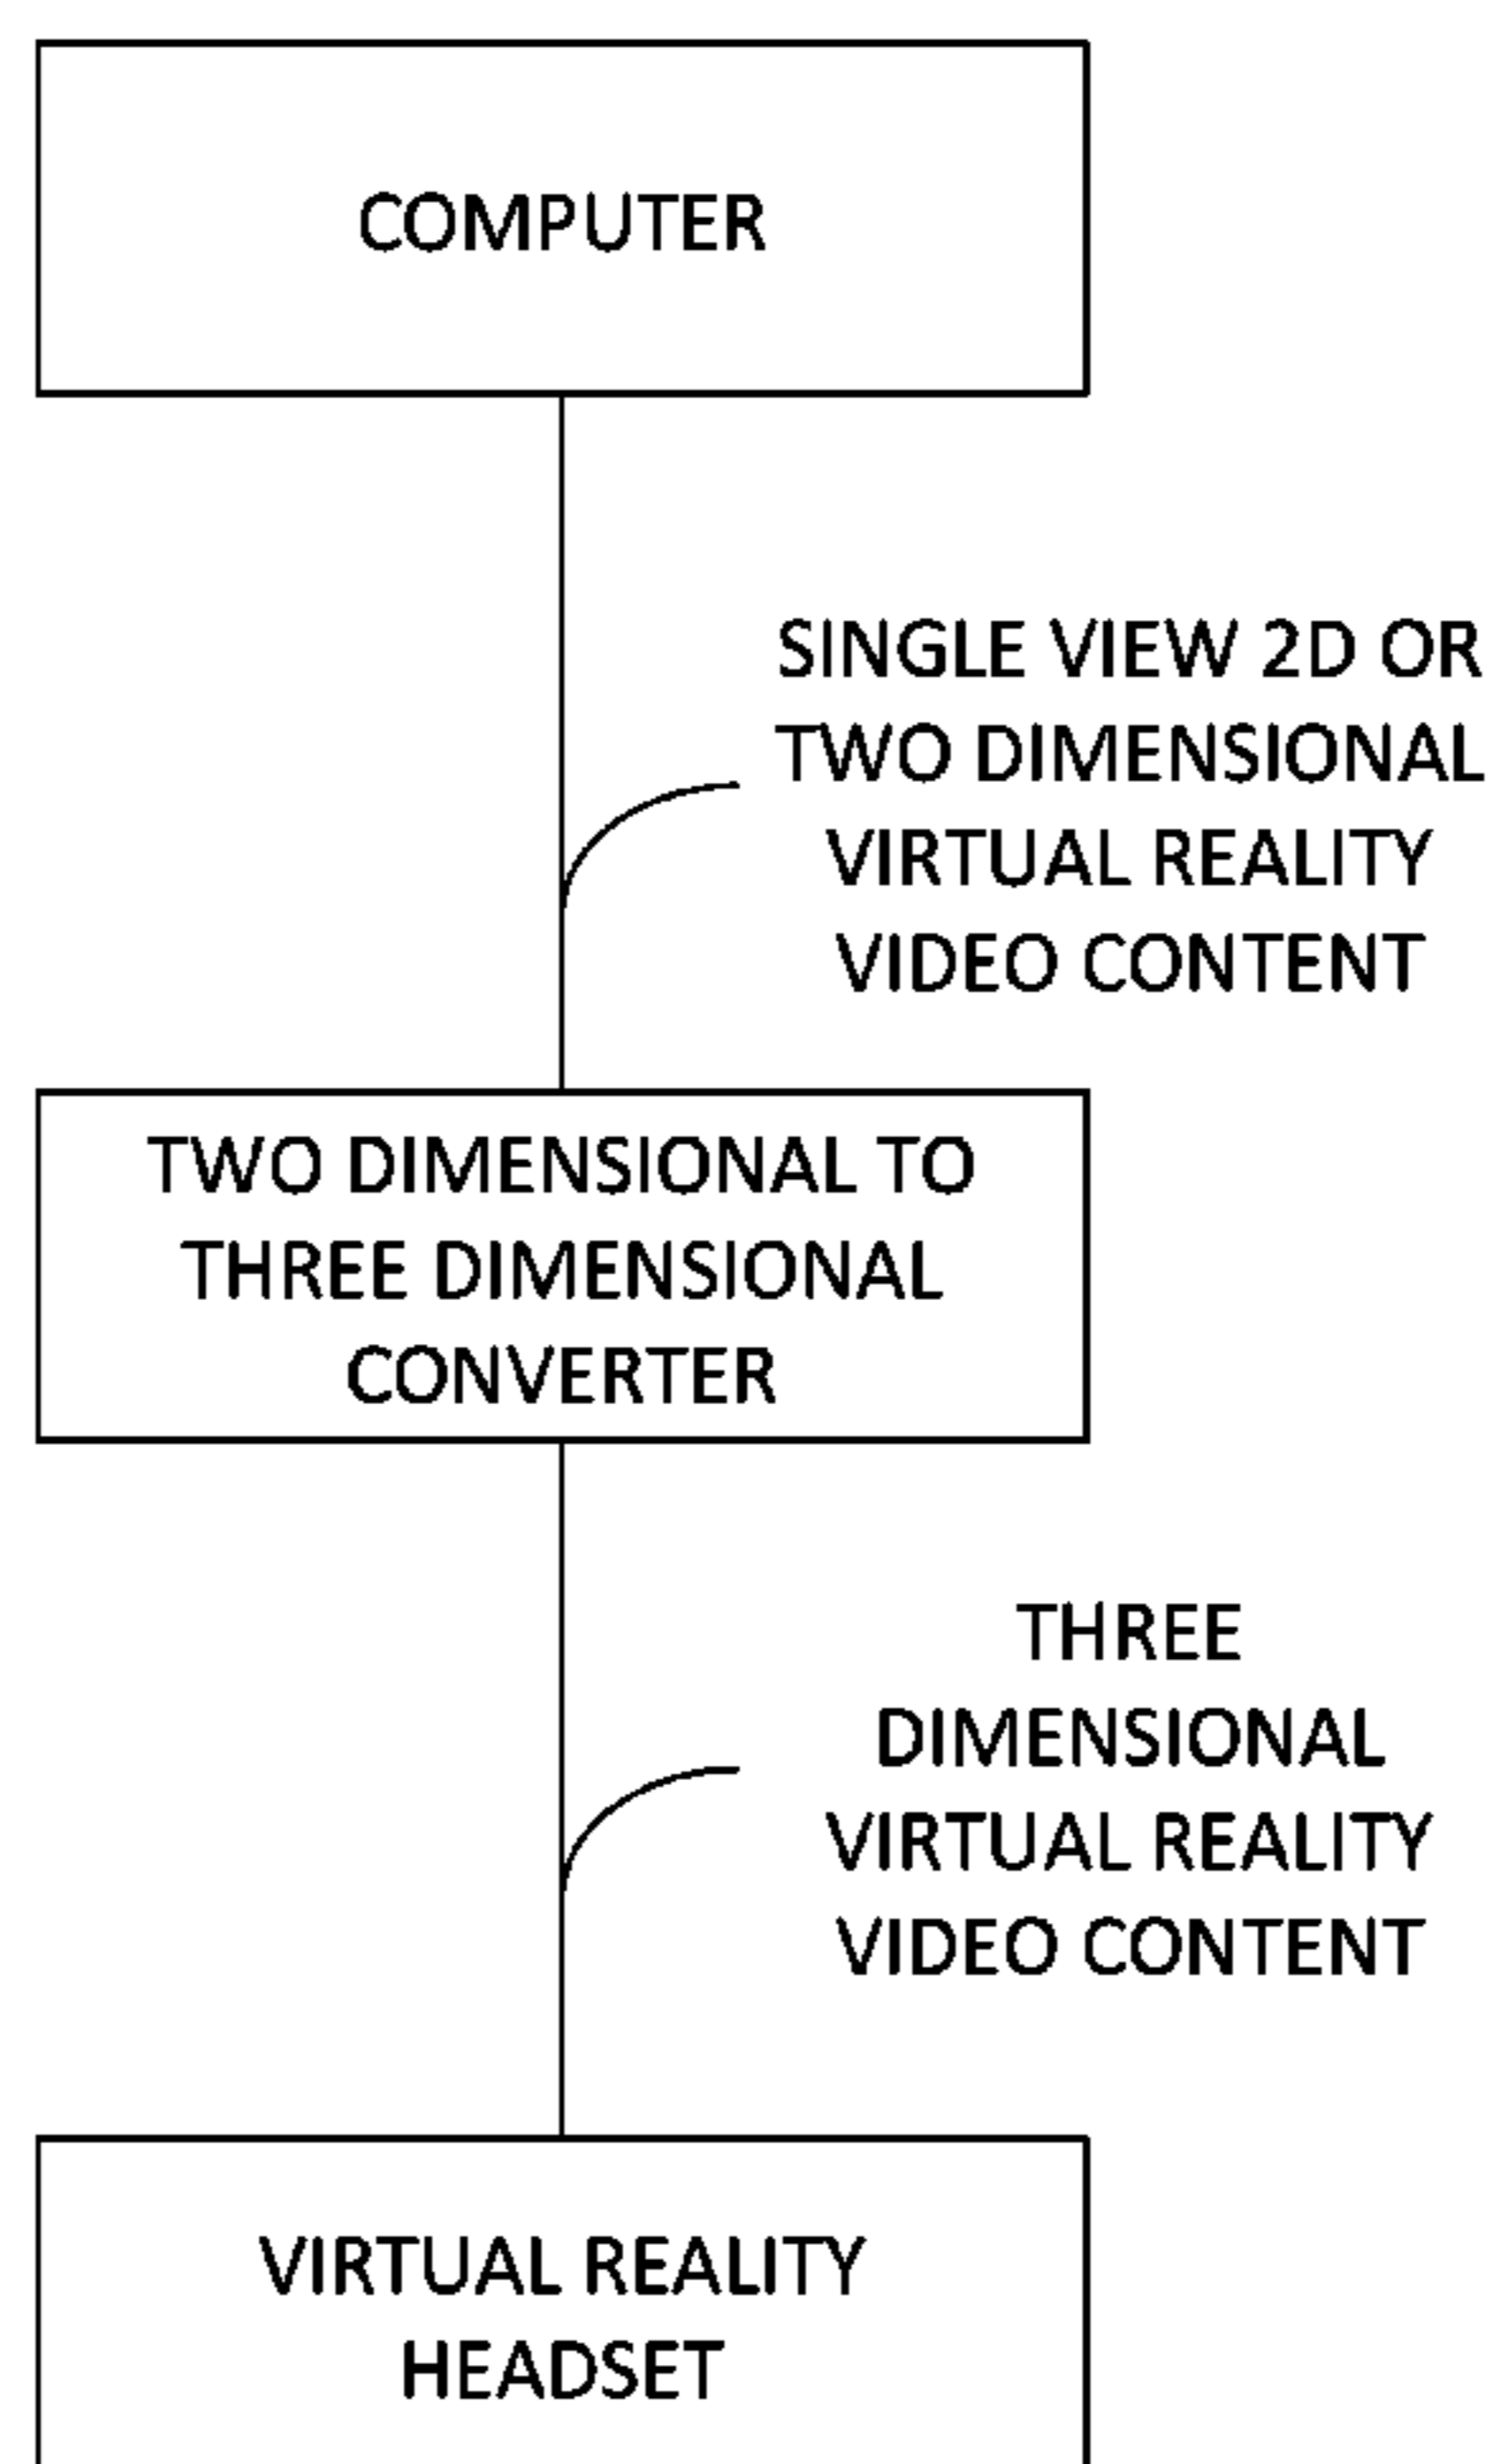 COMPUTER
SINGLE VIEW 2D OR
TWO DIMENSIONAL
VIRTUAL REALITY
VIDEO CONTENT
TWO DIMENSIONAL TO
THREE DIMENSIONAL
CONVERTER
THREE
DIMENSIONAL
VIRTUAL REALITY
VIDEO CONTENT
VIRTUAL REALITY
HEADSET